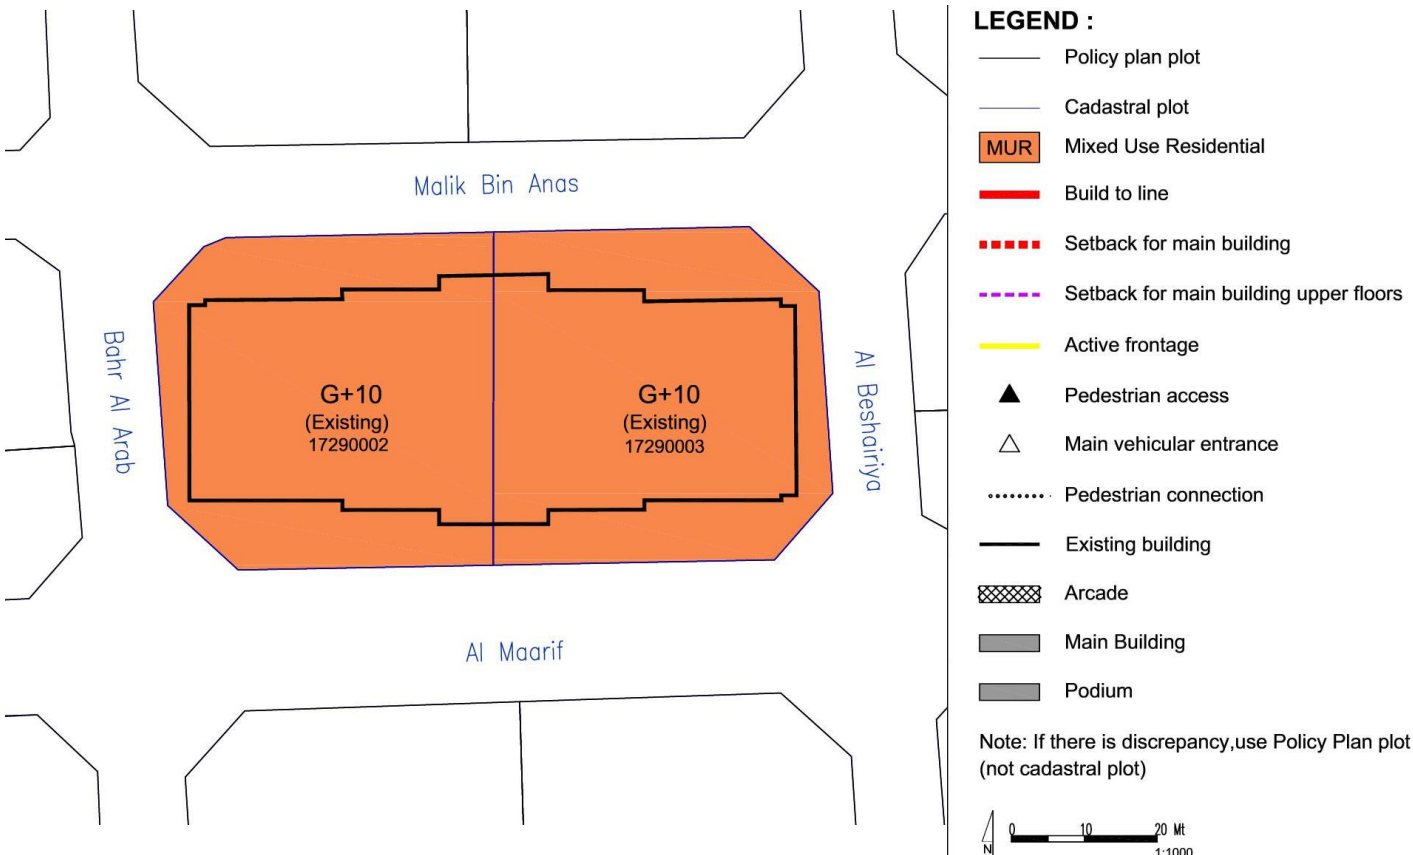 Malik Bin Anas
Bahr Al Arab
G+10
(Existing)
17290002
G+10
(Existing)
17290003
Al Beshairiya
Al Maarif
LEGEND :
Policy plan plot
Cadastral plot
MUR Mixed Use Residential
Build to line
Setback for main building
Setback for main building upper floors
Active frontage
Pedestrian access
Main vehicular entrance
Pedestrian connection
Existing building
Arcade
Main Building
Podium
Note: If there is discrepancy,use Policy Plan plot
(not cadastral plot)
N
0 10 20 Mt
1:1000